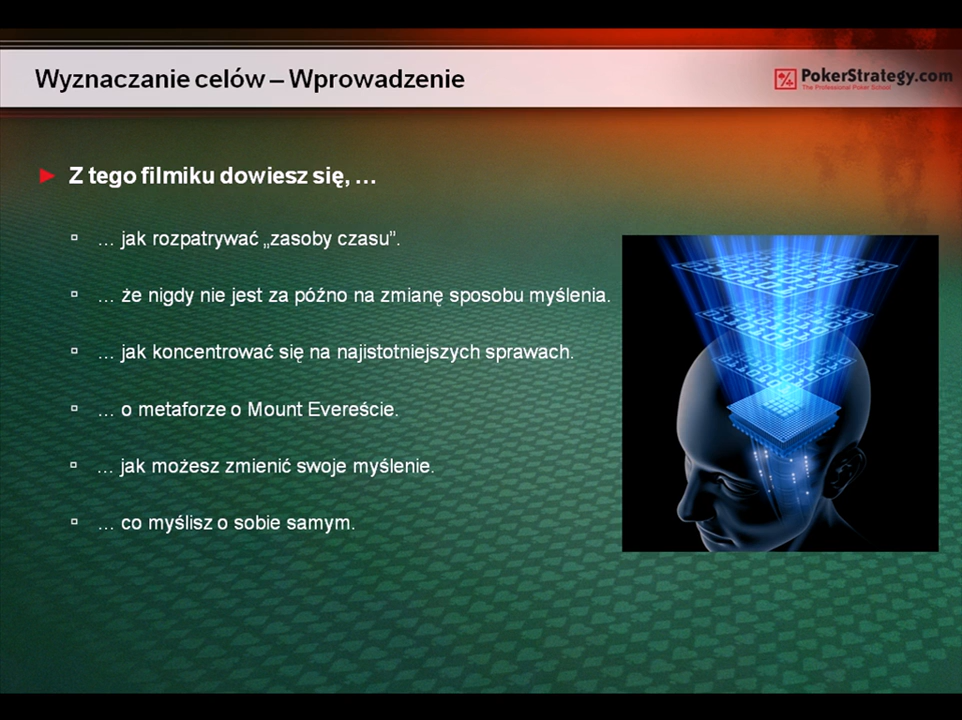 Wyznaczanie celów – Wprowadzenie
PokerStrategy.com
The Professional Poker School
► Z tego filmiku dowiesz się, …
… jak rozpatrywać „zasoby czasu”.
… że nigdy nie jest za późno na zmianę sposobu myślenia.
… jak koncentrować się na najistotniejszych sprawach.
… o metaforze o Mount Evereście.
… jak możesz zmienić swoje myślenie.
… co myślisz o sobie samym.